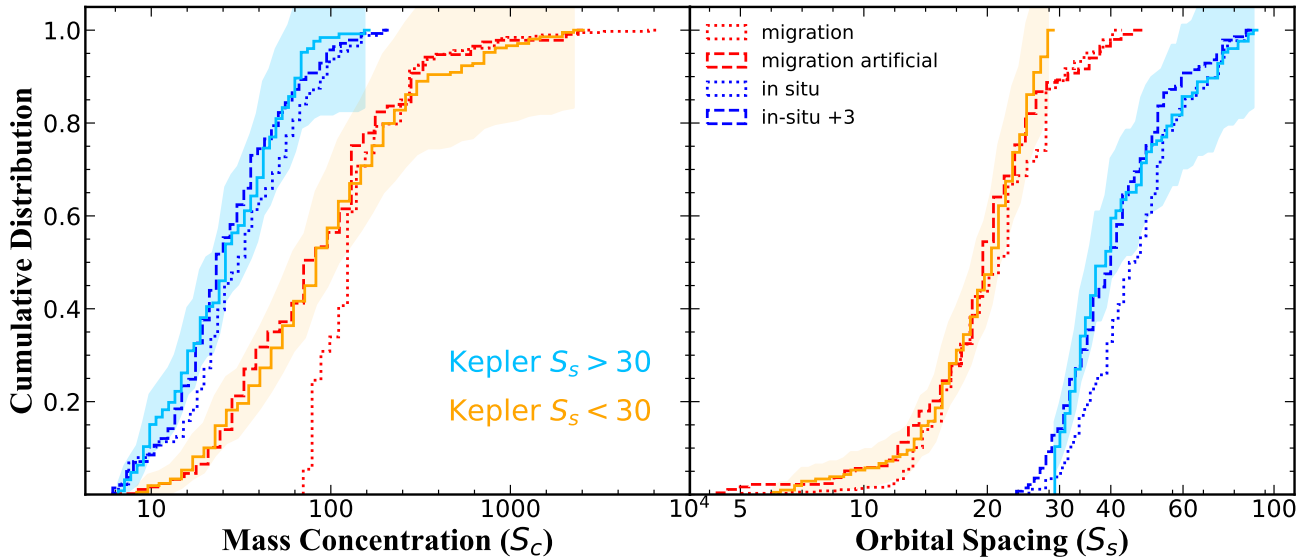 Cumulative Distribution
1.0
0.8
0.6
0.4
0.2
Kepler S_s > 30
Kepler S_s < 30
10
100
1000
10^4
Mass Concentration (S_c)
migration
migration artificial
in situ
in-situ +3
5
10
20
30
40
60
100
Orbital Spacing (S_s)